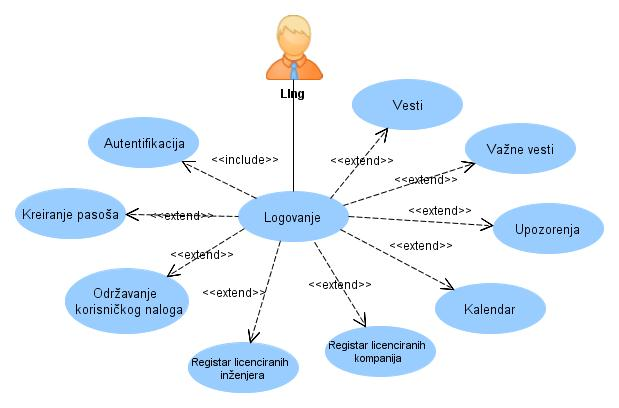 LIng
Vesti
Autentifikacija
Važne vesti
<<include>>
<<extend>>
<<extend>>
Kreiranje pasoša
<<extend>>
Logovanje
<<extend>>
Upozorenja
<<extend>>
<<extend>>
<<extend>>
<<extend>>
Održavanje
korisničkog naloga
Kalendar
Registar licenciranih
inženjera
Registar licenciranih
kompanija